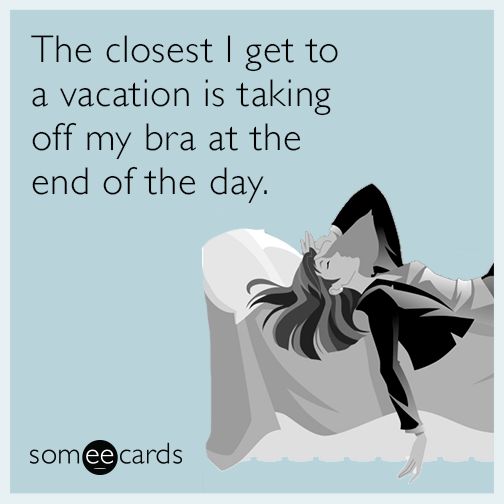 The closest I get to
a vacation is taking
off my bra at the
end of the day.
someecards